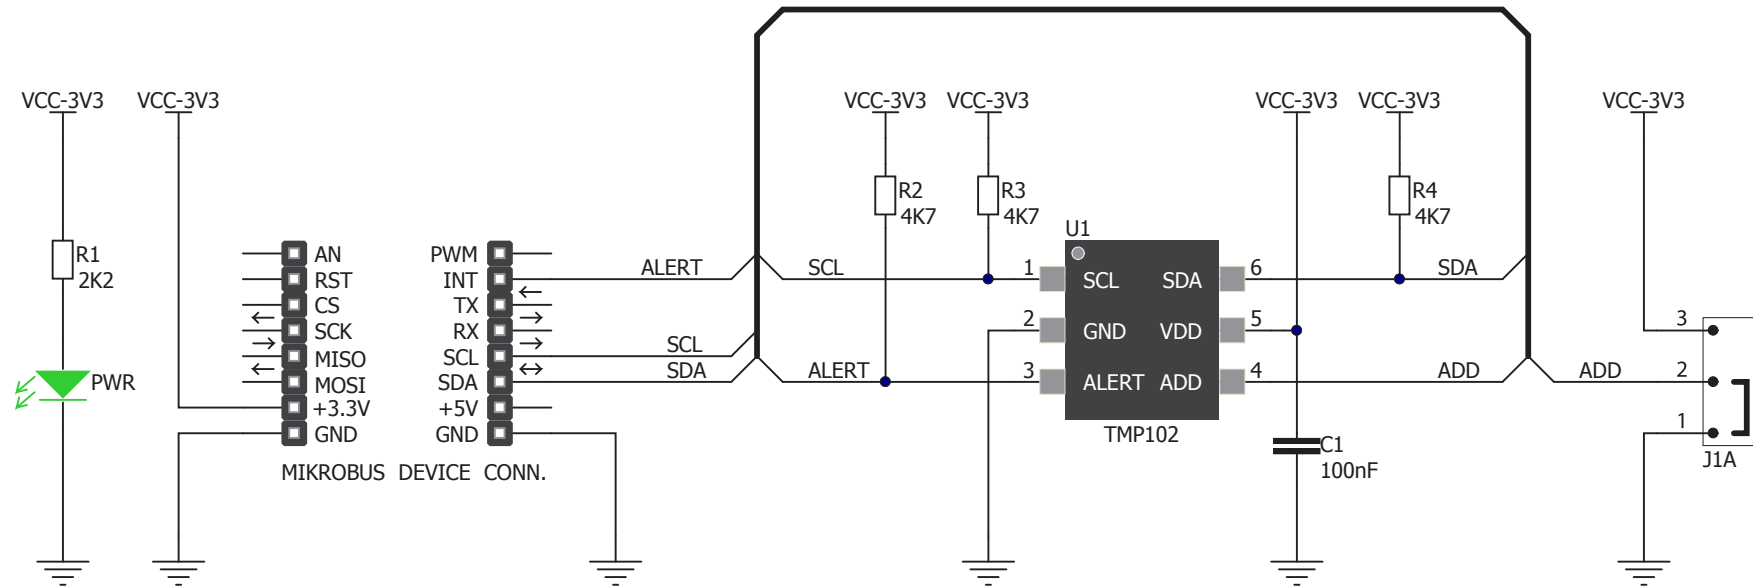 VCC-3V3 VCC-3V3 VCC-3V3 VCC-3V3 VCC-3V3 VCC-3V3 VCC-3V3
R2 R3 R4
4K7 4K7 4K7
U1
R1
2K2
AN PWM
RST INT ALERT SCL 1 SCL SDA 6 SDA
CS TX
SCK RX 2 GND VDD 5 3
MISO SCL SCL
MOSI SDA SDA ALERT 3 ALERT ADD 4 ADD ADD 2
PWR
+3.3V +5V
GND GND 1
TMP102 C1
100nF
J1A
MIKROBUS DEVICE CONN.